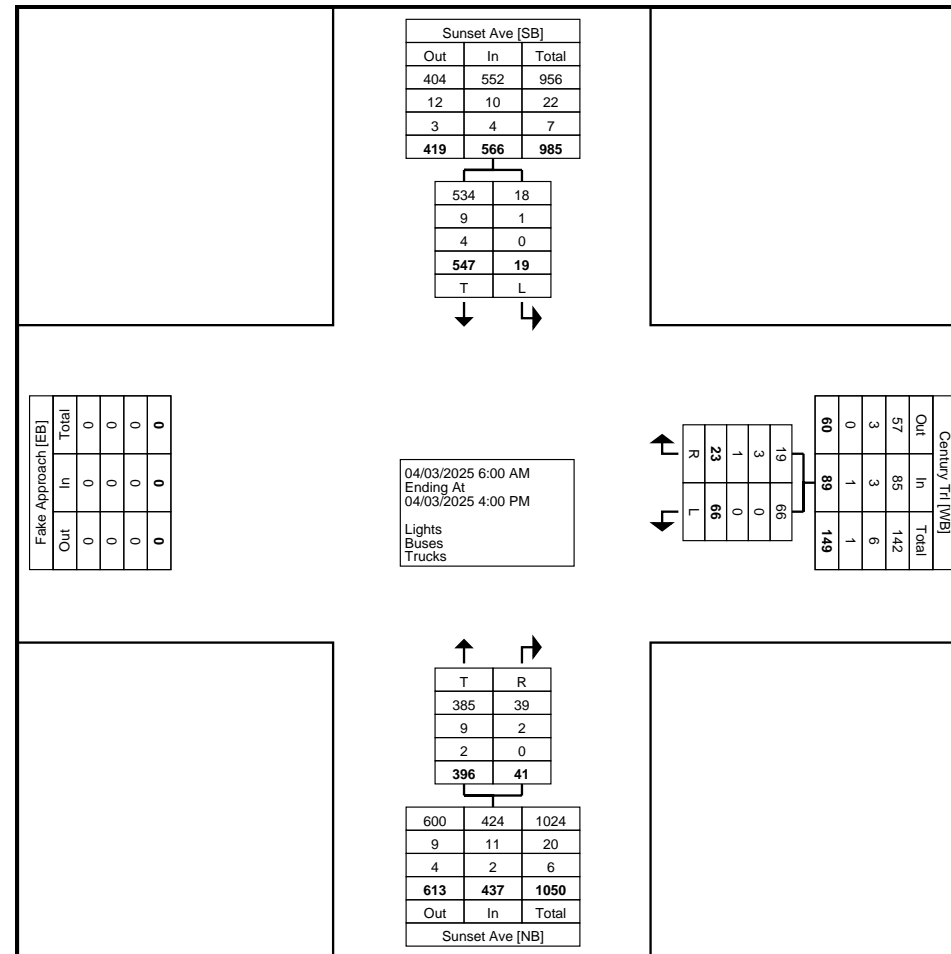 Sunset Ave [SB]
Out In Total
404 552 956
12 10 22
3 4 7
419 566 985
534 18
9 1
4 0
547 19
T L
Fake Approach [EB]
Total 0 0 0 0
In 0 0 0 0
Out 0 0 0 0
04/03/2025 6:00 AM
Ending At
04/03/2025 4:00 PM
Lights
Buses
Trucks
R 23 1 3 19
L 66 0 0 66
Century Trl [WB]
Out In Total
57 85 142
3 3 6
0 1 1
60 89 149
T R
385 39
9 2
2 0
396 41
600 424 1024
9 11 20
4 2 6
613 437 1050
Out In Total
Sunset Ave [NB]